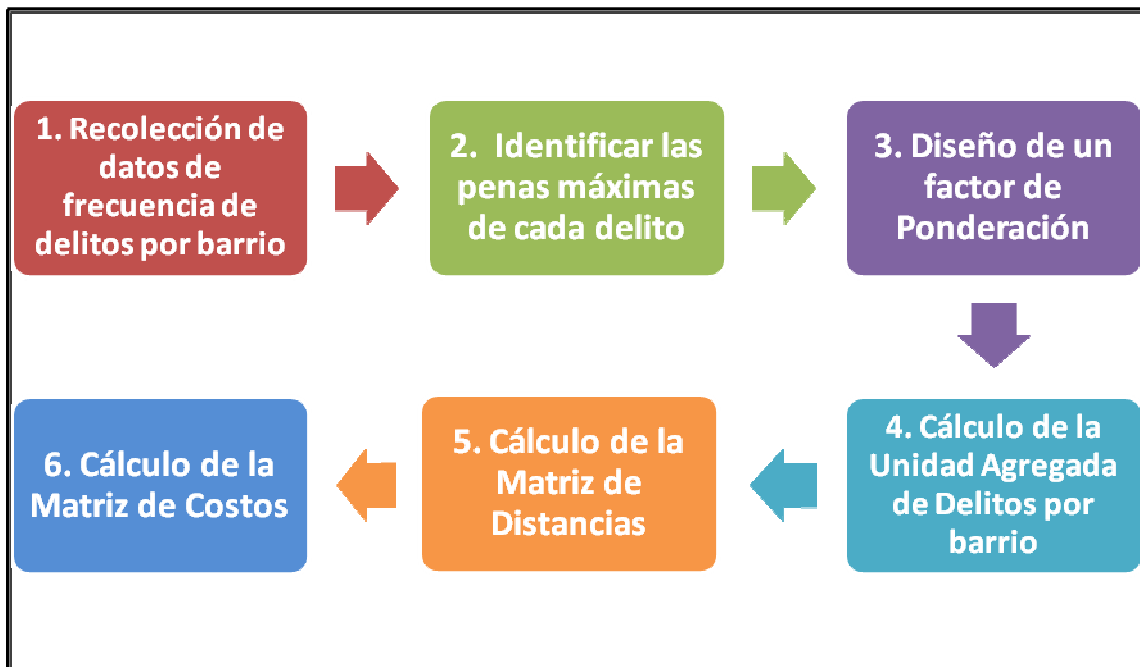 1. Recolección de
datos de
frecuencia de
delitos por barrio
2. Identificar las
penas máximas
de cada delito
3. Diseño de un
factor de
Ponderación
4. Cálculo de la
Unidad Agregada
de Delitos por
barrio
5. Cálculo de la
Matriz de
Distancias
6. Cálculo de la
Matriz de Costos